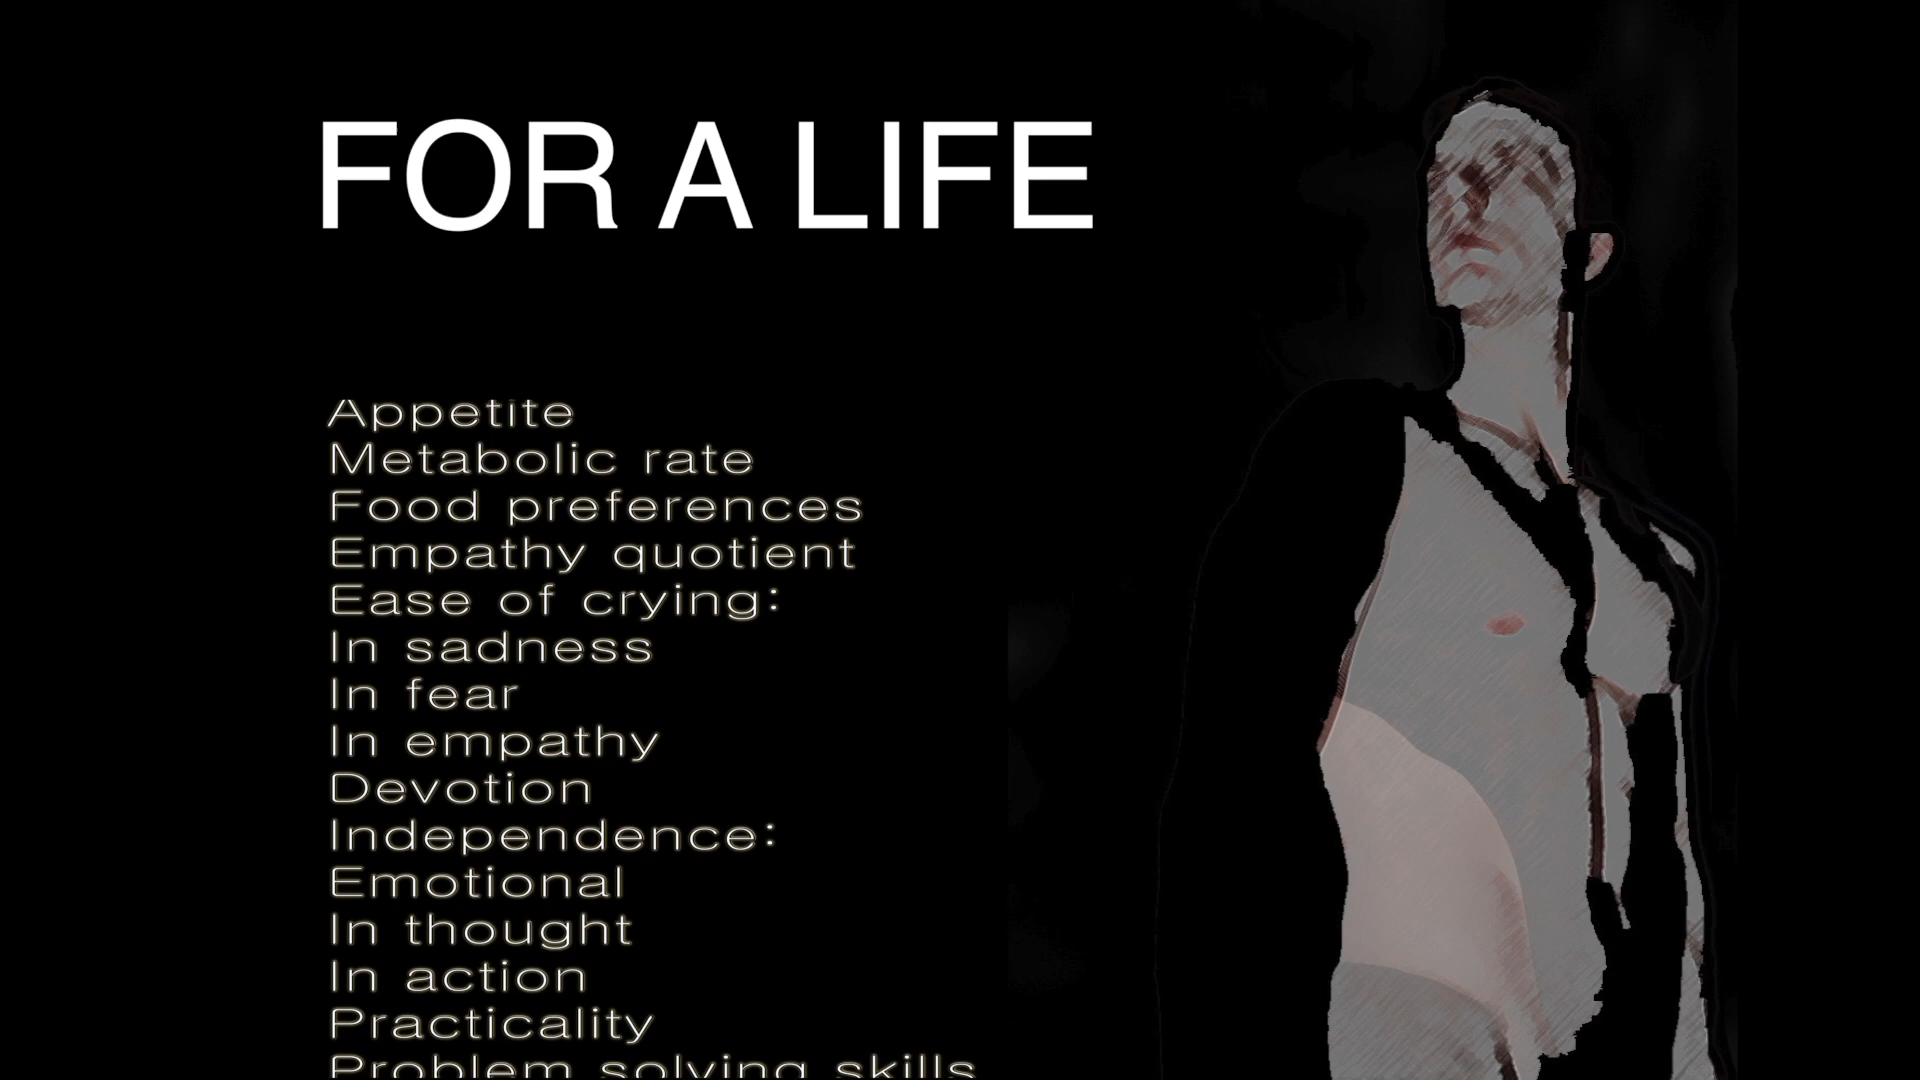 FOR A LIFE
Appetite
Metabolic rate
Food preferences
Empathy quotient
Ease of crying:
In sadness
In fear
In empathy
Devotion
Independence:
Emotional
In thought
In action
Practicality
Problem solving skills